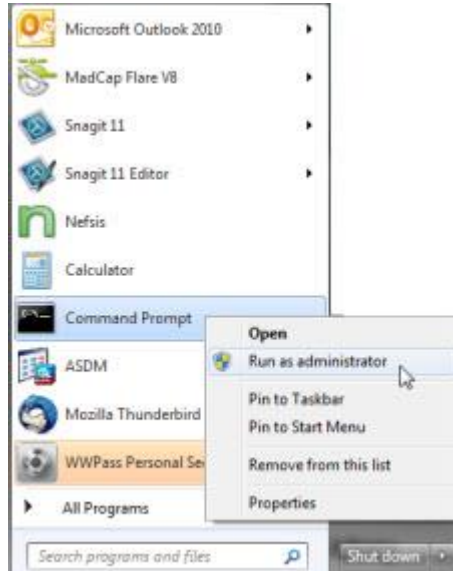 Microsoft Outlook 2010
MadCap Flare V8
Snagit 11
Snagit 11 Editor
Nefsis
Calculator
Command Prompt
Open
Run as administrator
ASDM
Pin to Taskbar
Mozilla Thunderbird
Pin to Start Menu
WWPass Personal Se
Remove from this list
All Programs
Properties
Search programs and files
Shut down